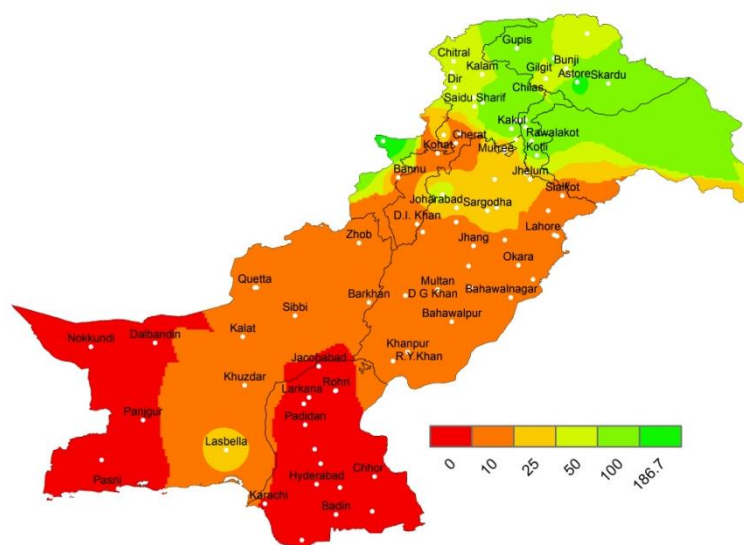 Gupis
Chitral
Kalam
Bunji
Gilgit
Dir
Astore
Skardu
Chilas
Saidu Sharif
Kakul
Cherat
Rawalakot
Kohat
Murree
Kotli
Bannu
Jhelum
Sialkot
Joharabad
Sargodha
D.I. Khan
Lahore
Zhob
Jhang
Okara
Quetta
Multan
Barkhan
D G Khan
Bahawalnagar
Sibbi
Bahawalpur
Kalat
Nokkundi
Dalbandin
Khanpur
R.Y.Khan
Jacobabad
Khuzdar
Larkana
Rohri
Panjgur
Padidan
Lasbella
Pasni
Hyderabad
Chhor
Karachi
Badin
0 10 25 50 100 186.7